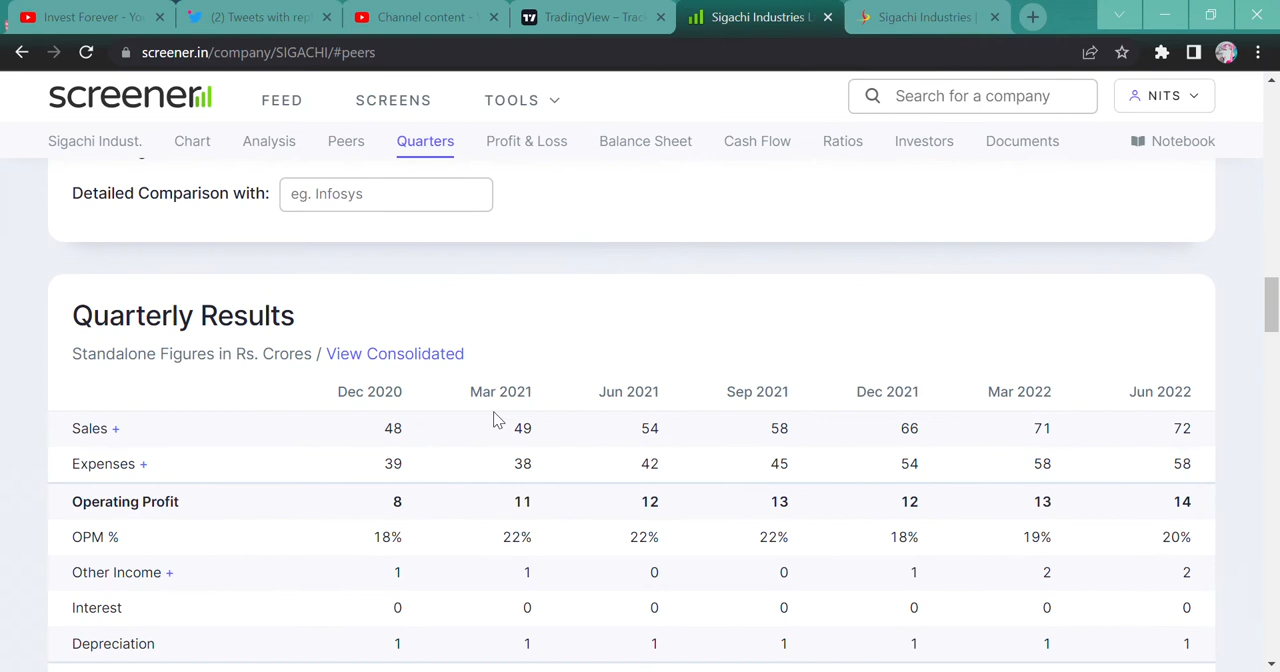 Invest Forever - Yo
(2) Tweets with rep
Channel content -
TradingView – Trac
Sigachi Industries L
Sigachi Industries |
screener.in/company/SIGACHI/#peers
screener
FEED
SCREENS
TOOLS
Search for a company
NITS
Sigachi Indust.
Chart
Analysis
Peers
Quarters
Profit & Loss
Balance Sheet
Cash Flow
Ratios
Investors
Documents
Notebook
Detailed Comparison with: eg. Infosys
Quarterly Results
Standalone Figures in Rs. Crores / View Consolidated
Dec 2020 Mar 2021 Jun 2021 Sep 2021 Dec 2021 Mar 2022 Jun 2022
Sales + 48 49 54 58 66 71 72
Expenses + 39 38 42 45 54 58 58
Operating Profit 8 11 12 13 12 13 14
OPM % 18% 22% 22% 22% 18% 19% 20%
Other Income + 1 1 0 0 1 2 2
Interest 0 0 0 0 0 0 0
Depreciation 1 1 1 1 1 1 1